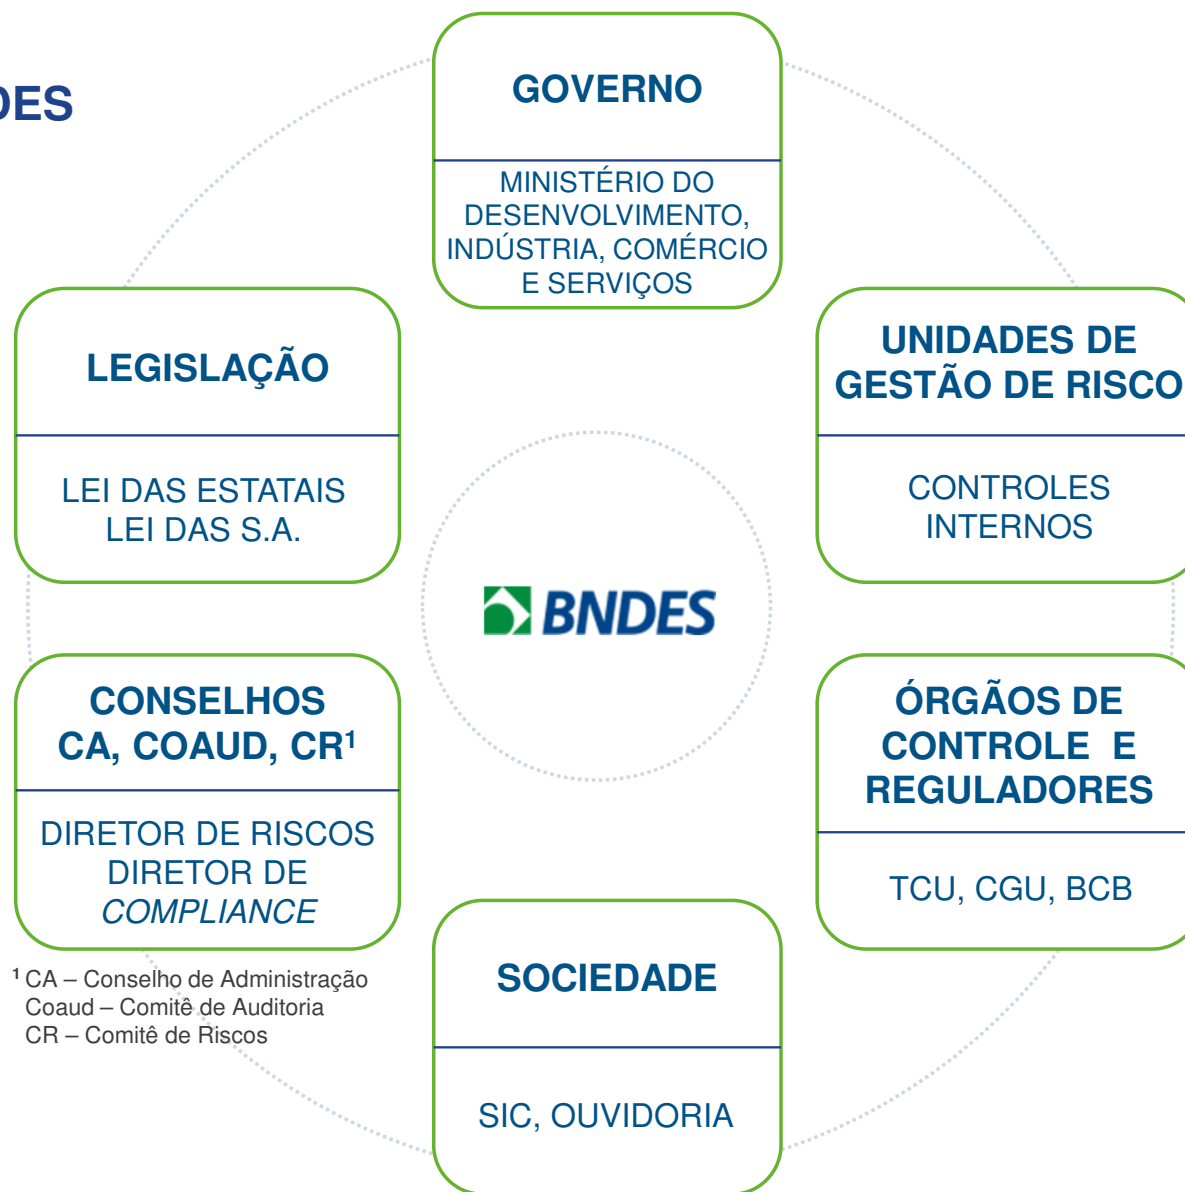 DES
GOVERNO
MINISTÉRIO DO
DESENVOLVIMENTO,
INDÚSTRIA, COMÉRCIO
E SERVIÇOS
LEGISLAÇÃO
LEI DAS ESTATAIS
LEI DAS S.A.
UNIDADES DE
GESTÃO DE RISCO
CONTROLES
INTERNOS
BNDES
CONSELHOS
CA, COAUD, CR¹
DIRETOR DE RISCOS
DIRETOR DE
COMPLIANCE
ÓRGÃOS DE
CONTROLE E
REGULADORES
TCU, CGU, BCB
SOCIEDADE
SIC, OUVIDORIA
¹ CA – Conselho de Administração
Coaud – Comitê de Auditoria
CR – Comitê de Riscos